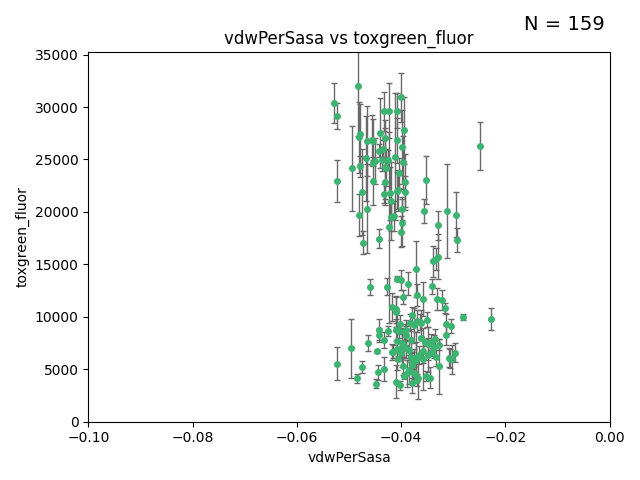 N = 159
vdwPerSasa vs toxgreen_fluor
35000
30000
25000
20000
15000
10000
5000
0
toxgreen_fluor
−0.10 −0.08 −0.06 −0.04 −0.02 0.00
vdwPerSasa